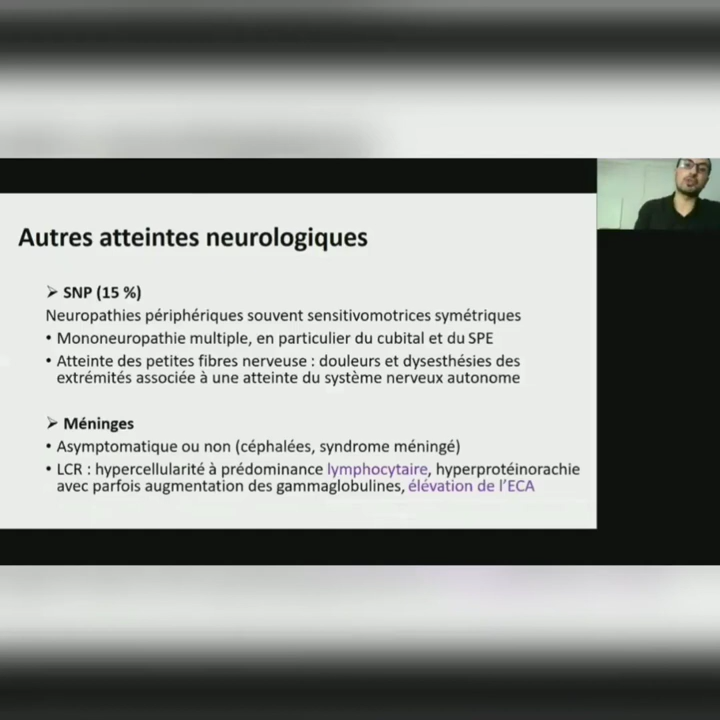 Autres atteintes neurologiques
➢ SNP (15 %)
Neuropathies périphériques souvent sensitivomotrices symétriques
• Mononeuropathie multiple, en particulier du cubital et du SPE
• Atteinte des petites fibres nerveuse : douleurs et dysesthésies des
extrémités associée à une atteinte du système nerveux autonome
➢ Méninges
• Asymptomatique ou non (céphalées, syndrome méningé)
• LCR : hypercellularité à prédominance lymphocytaire, hyperprotéinorachie
avec parfois augmentation des gammaglobulines, élévation de l’ECA